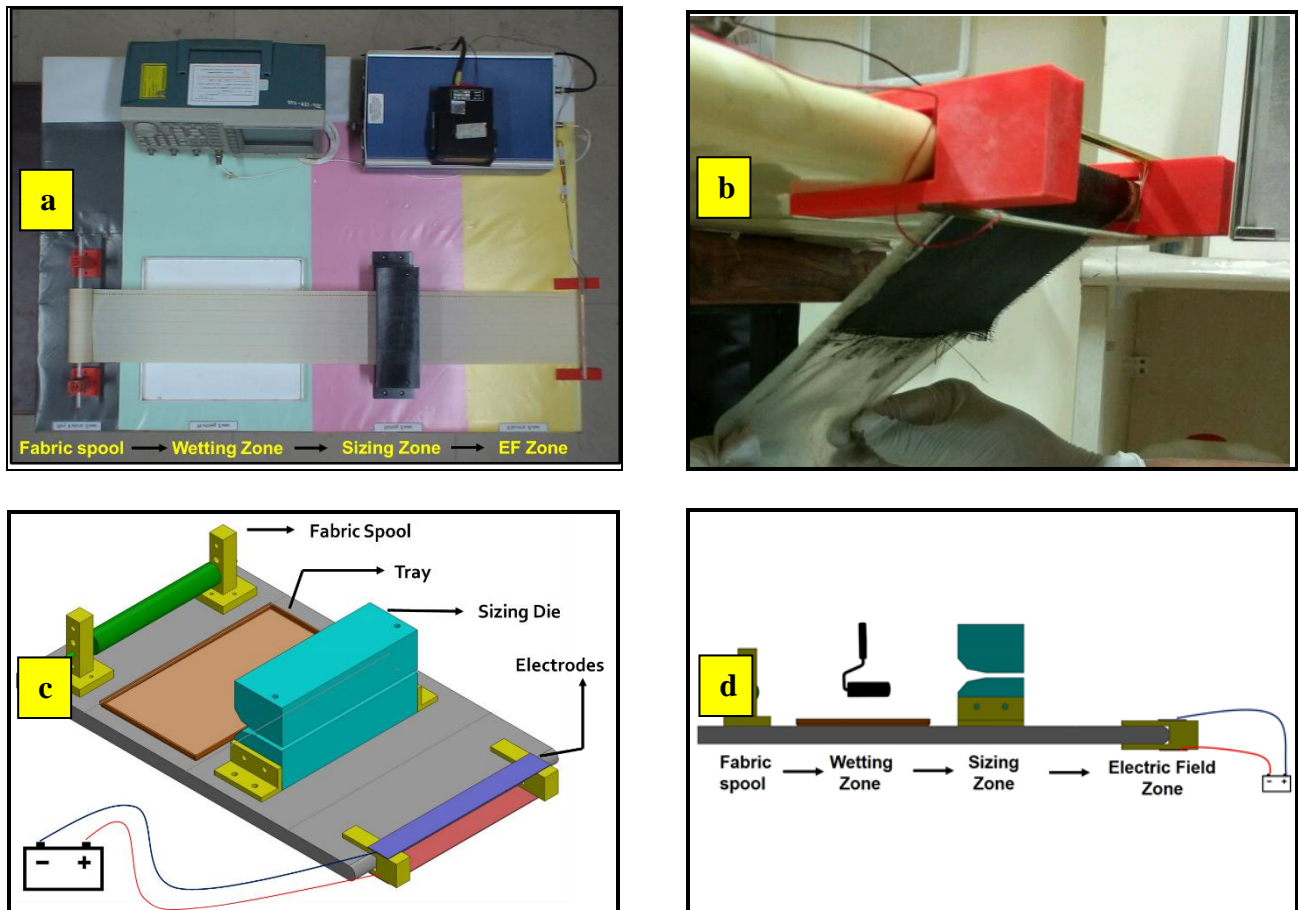 a
Fabric spool
Wetting Zone
Sizing Zone
EF Zone
b
Fabric Spool
Tray
Sizing Die
Electrodes
c
− +
d
Fabric
spool
Wetting
Zone
Sizing
Zone
Electric Field
Zone
− +